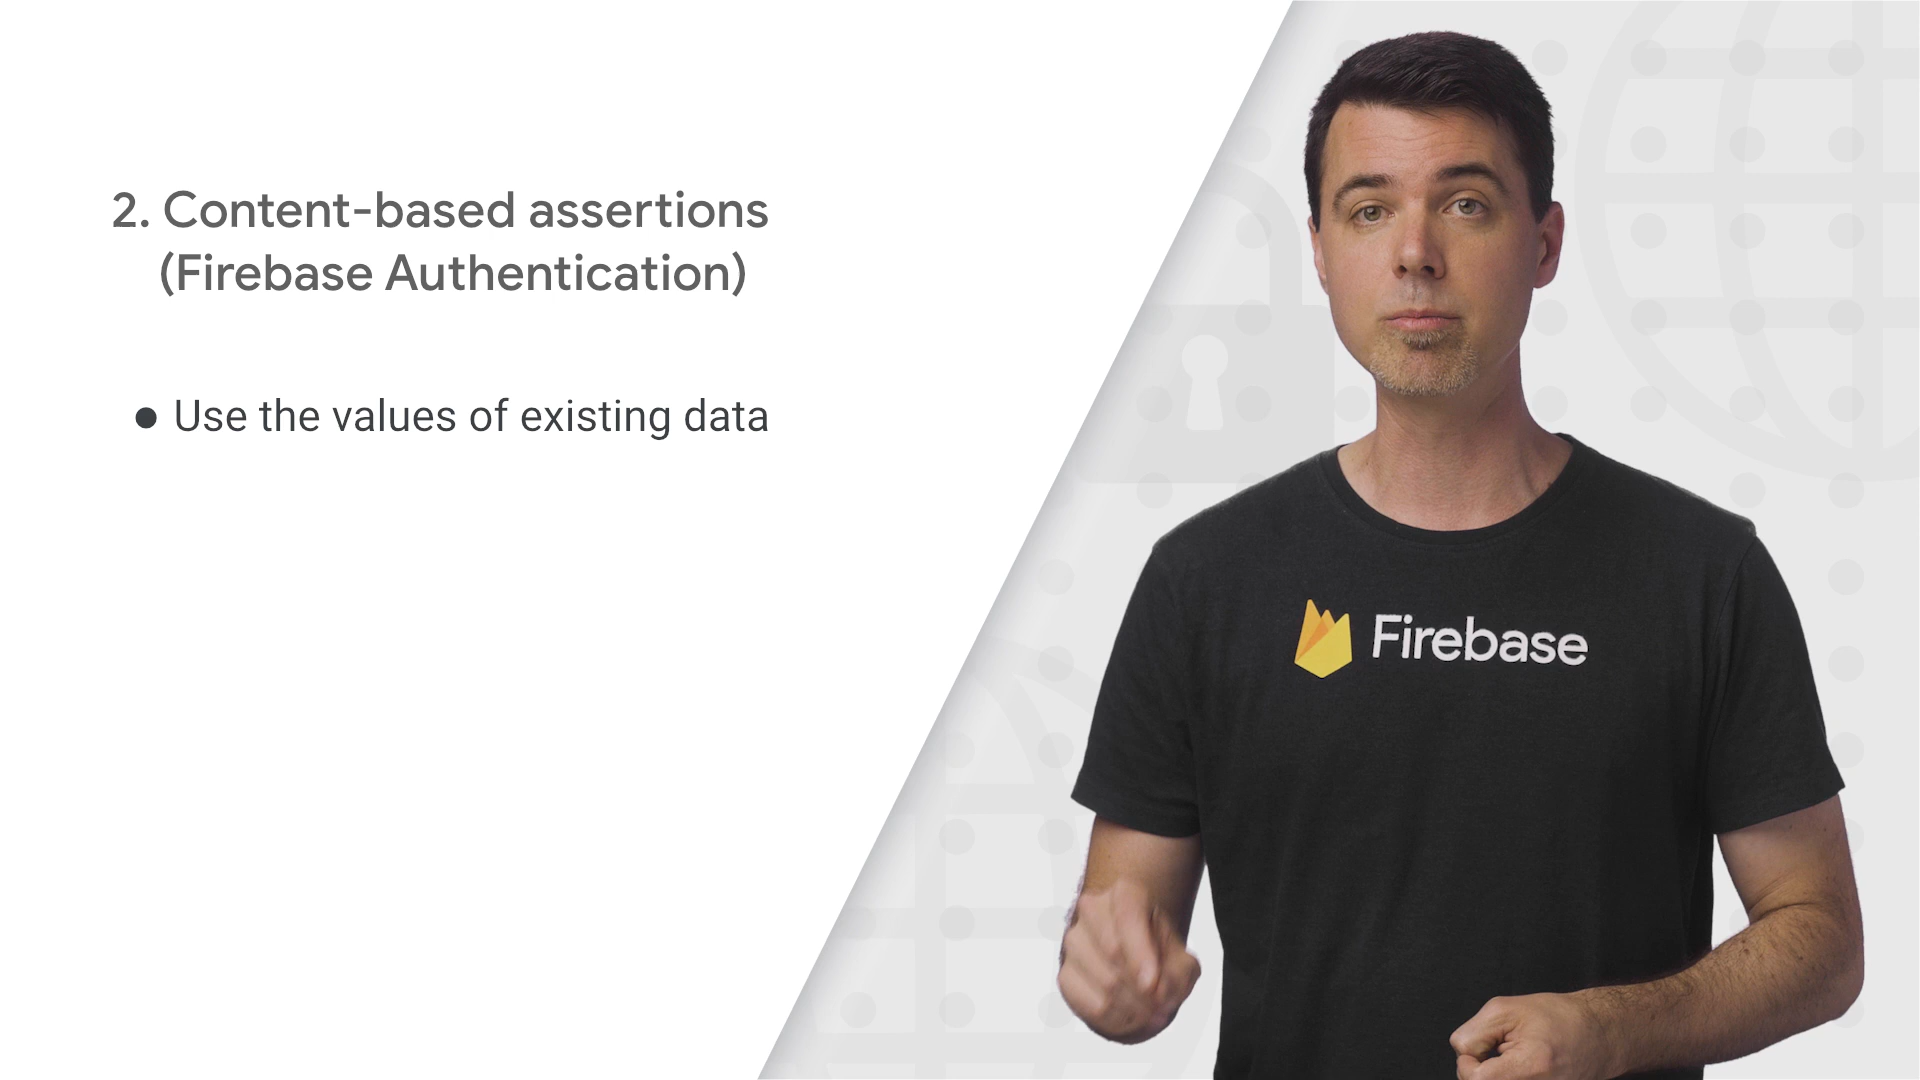 2. Content-based assertions
(Firebase Authentication)
● Use the values of existing data
Firebase